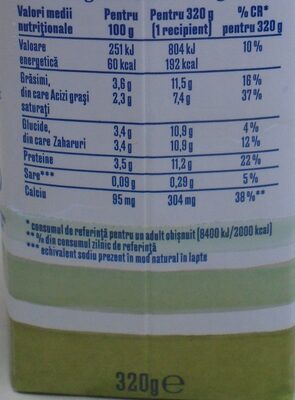 Valori medii Pentru Pentru 320 g % CR*
nutriționale 100 g (1 recipient) pentru 320 g
Valoare 251 kJ 804 kJ 10 %
energetică 60 kcal 192 kcal
Grăsimi, 3,6 g 11,5 g 16 %
din care Acizi grași 2,3 g 7,4 g 37 %
saturați
Glucide, 3,4 g 10,9 g 4 %
din care Zaharuri 3,4 g 10,9 g 12 %
Proteine 3,5 g 11,2 g 22 %
Sare*** 0,09 g 0,29 g 5 %
Calciu 95 mg 304 mg 38 %**
*consumul de referință pentru un adult obișnuit (8400 kJ/2000 kcal)
**% din consumul zilnic de referință
***echivalent sodiu prezent în mod natural în lapte
320g℮